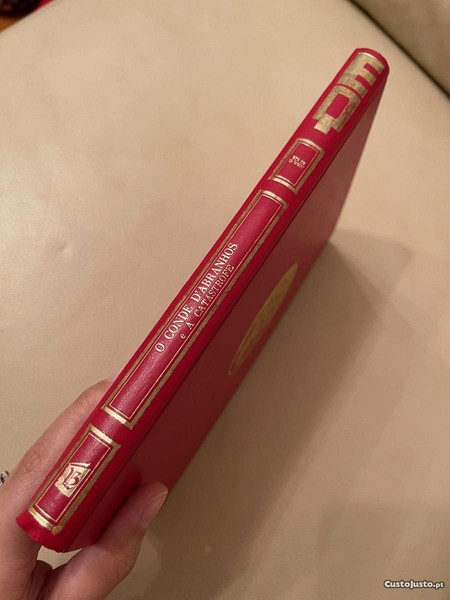 O CONDE D'ABRANHOS
e A CATÁSTROFE
15
CustoJusto.pt